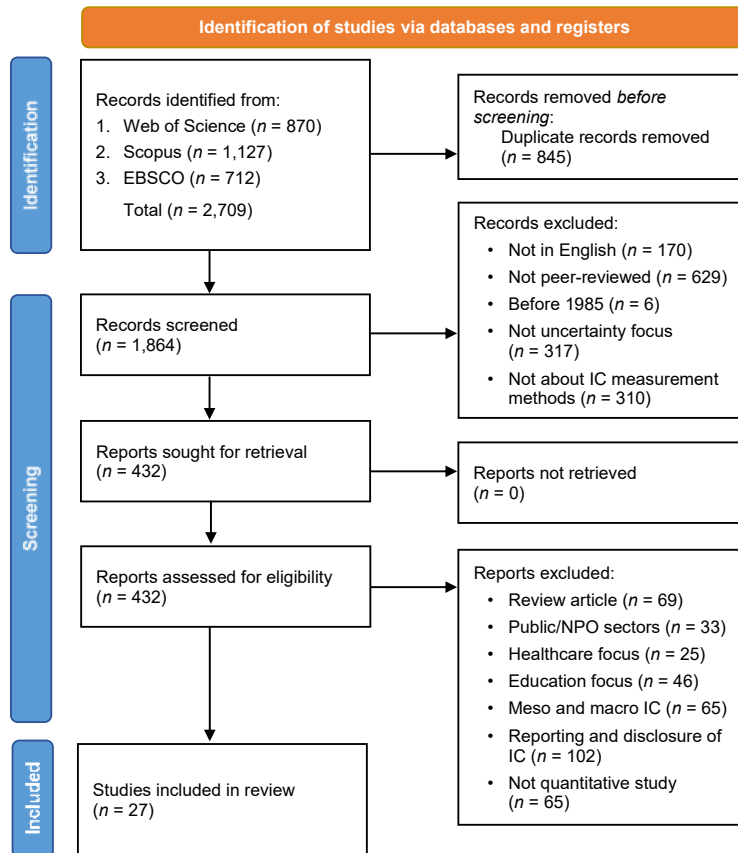 Identification of studies via databases and registers
Identification
Records identified from:
1. Web of Science (n = 870)
2. Scopus (n = 1,127)
3. EBSCO (n = 712)
Total (n = 2,709)
Records removed before
screening:
Duplicate records removed
(n = 845)
Screening
Records screened
(n = 1,864)
Records excluded:
• Not in English (n = 170)
• Not peer-reviewed (n = 629)
• Before 1985 (n = 6)
• Not uncertainty focus
(n = 317)
• Not about IC measurement
methods (n = 310)
Reports sought for retrieval
(n = 432)
Reports not retrieved
(n = 0)
Reports assessed for eligibility
(n = 432)
Reports excluded:
• Review article (n = 69)
• Public/NPO sectors (n = 33)
• Healthcare focus (n = 25)
• Education focus (n = 46)
• Meso and macro IC (n = 65)
• Reporting and disclosure of
IC (n = 102)
• Not quantitative study
(n = 65)
Included
Studies included in review
(n = 27)